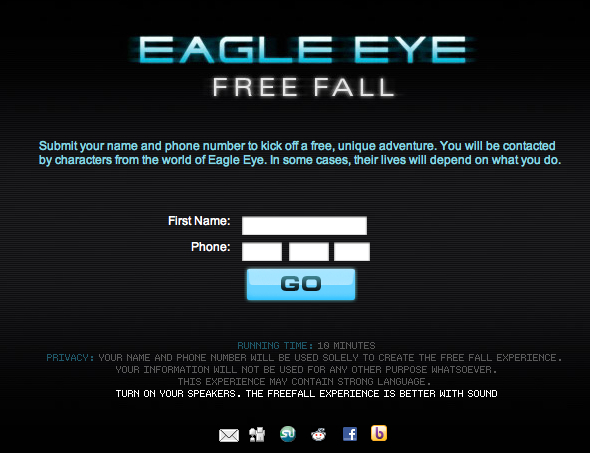 EAGLE EYE
FREE FALL
Submit your name and phone number to kick off a free, unique adventure. You will be contacted
by characters from the world of Eagle Eye. In some cases, their lives will depend on what you do.
First Name:
Phone:
GO
RUNNING TIME: 10 MINUTES
PRIVACY: YOUR NAME AND PHONE NUMBER WILL BE USED SOLELY TO CREATE THE FREE FALL EXPERIENCE.
YOUR INFORMATION WILL NOT BE USED FOR ANY OTHER PURPOSE WHATSOEVER.
THIS EXPERIENCE MAY CONTAIN STRONG LANGUAGE.
TURN ON YOUR SPEAKERS. THE FREEFALL EXPERIENCE IS BETTER WITH SOUND